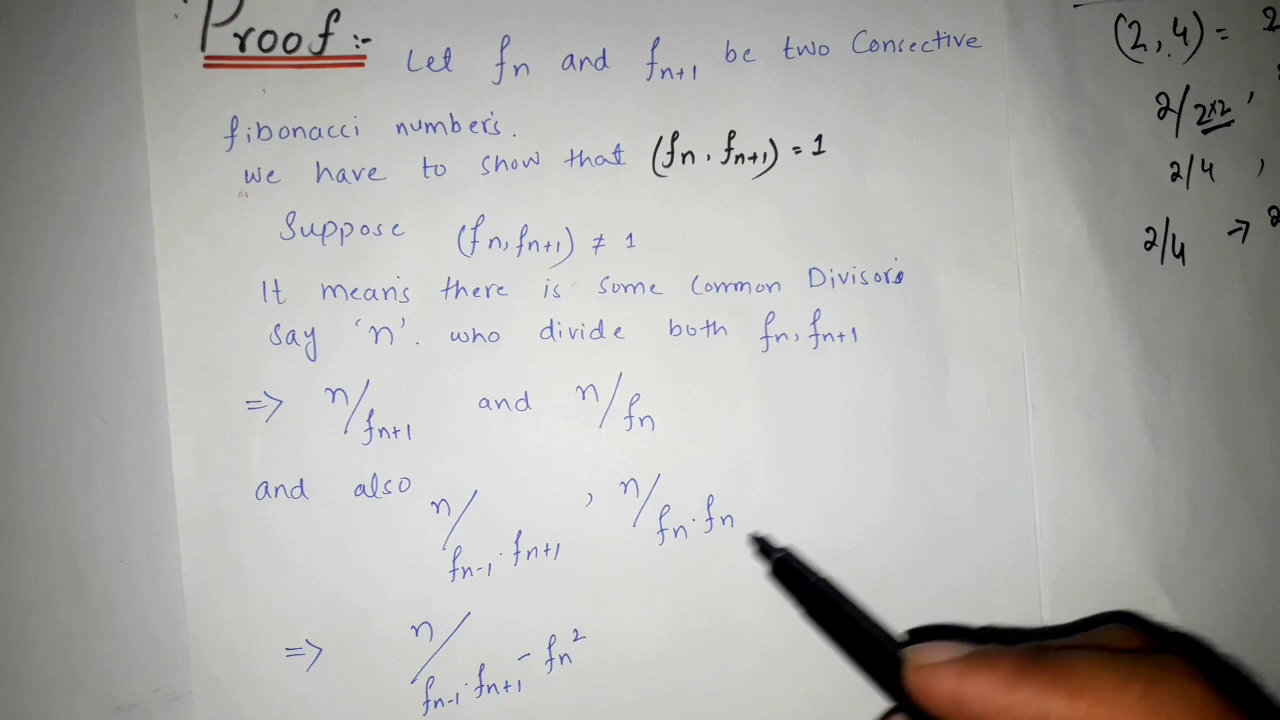 Proof :-
Let fn and fn+1 be two Consective
fibonacci numbers.
we have to show that (fn, fn+1) = 1
Suppose (fn, fn+1) ≠ 1
It means there is some Common Divisors
say 'n'. who divide both fn, fn+1
=> n/fn+1 and n/fn
and also n/fn-1 · fn+1 , n/fn · fn
=> n/fn-1 · fn+1 - fn²
(2, 4) = 2
2/2×2 ,
2/4 ,
2/4 →